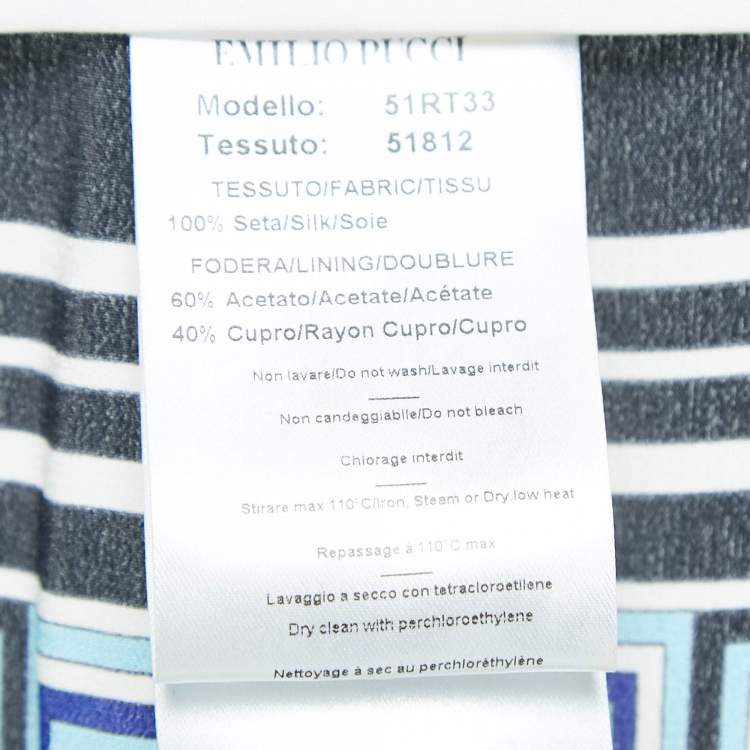 EMILIO PUCCI
Modello: 51RT33
Tessuto: 51812
TESSUTO/FABRIC/TISSU
100% Seta/Silk/Soie
FODERA/LINING/DOUBLURE
60% Acetato/Acetate/Acétate
40% Cupro/Rayon Cupro/Cupro
Non lavare/Do not wash/Lavage interdit
Non candeggiabile/Do not bleach
Chlorage interdit
Stirare max 110°C/Iron, Steam or Dry, low heat
Repassage à 110°C max
Lavaggio a secco con tetracloroetilene
Dry clean with perchloroethylene
Nettoyage à sec au perchloréthylène